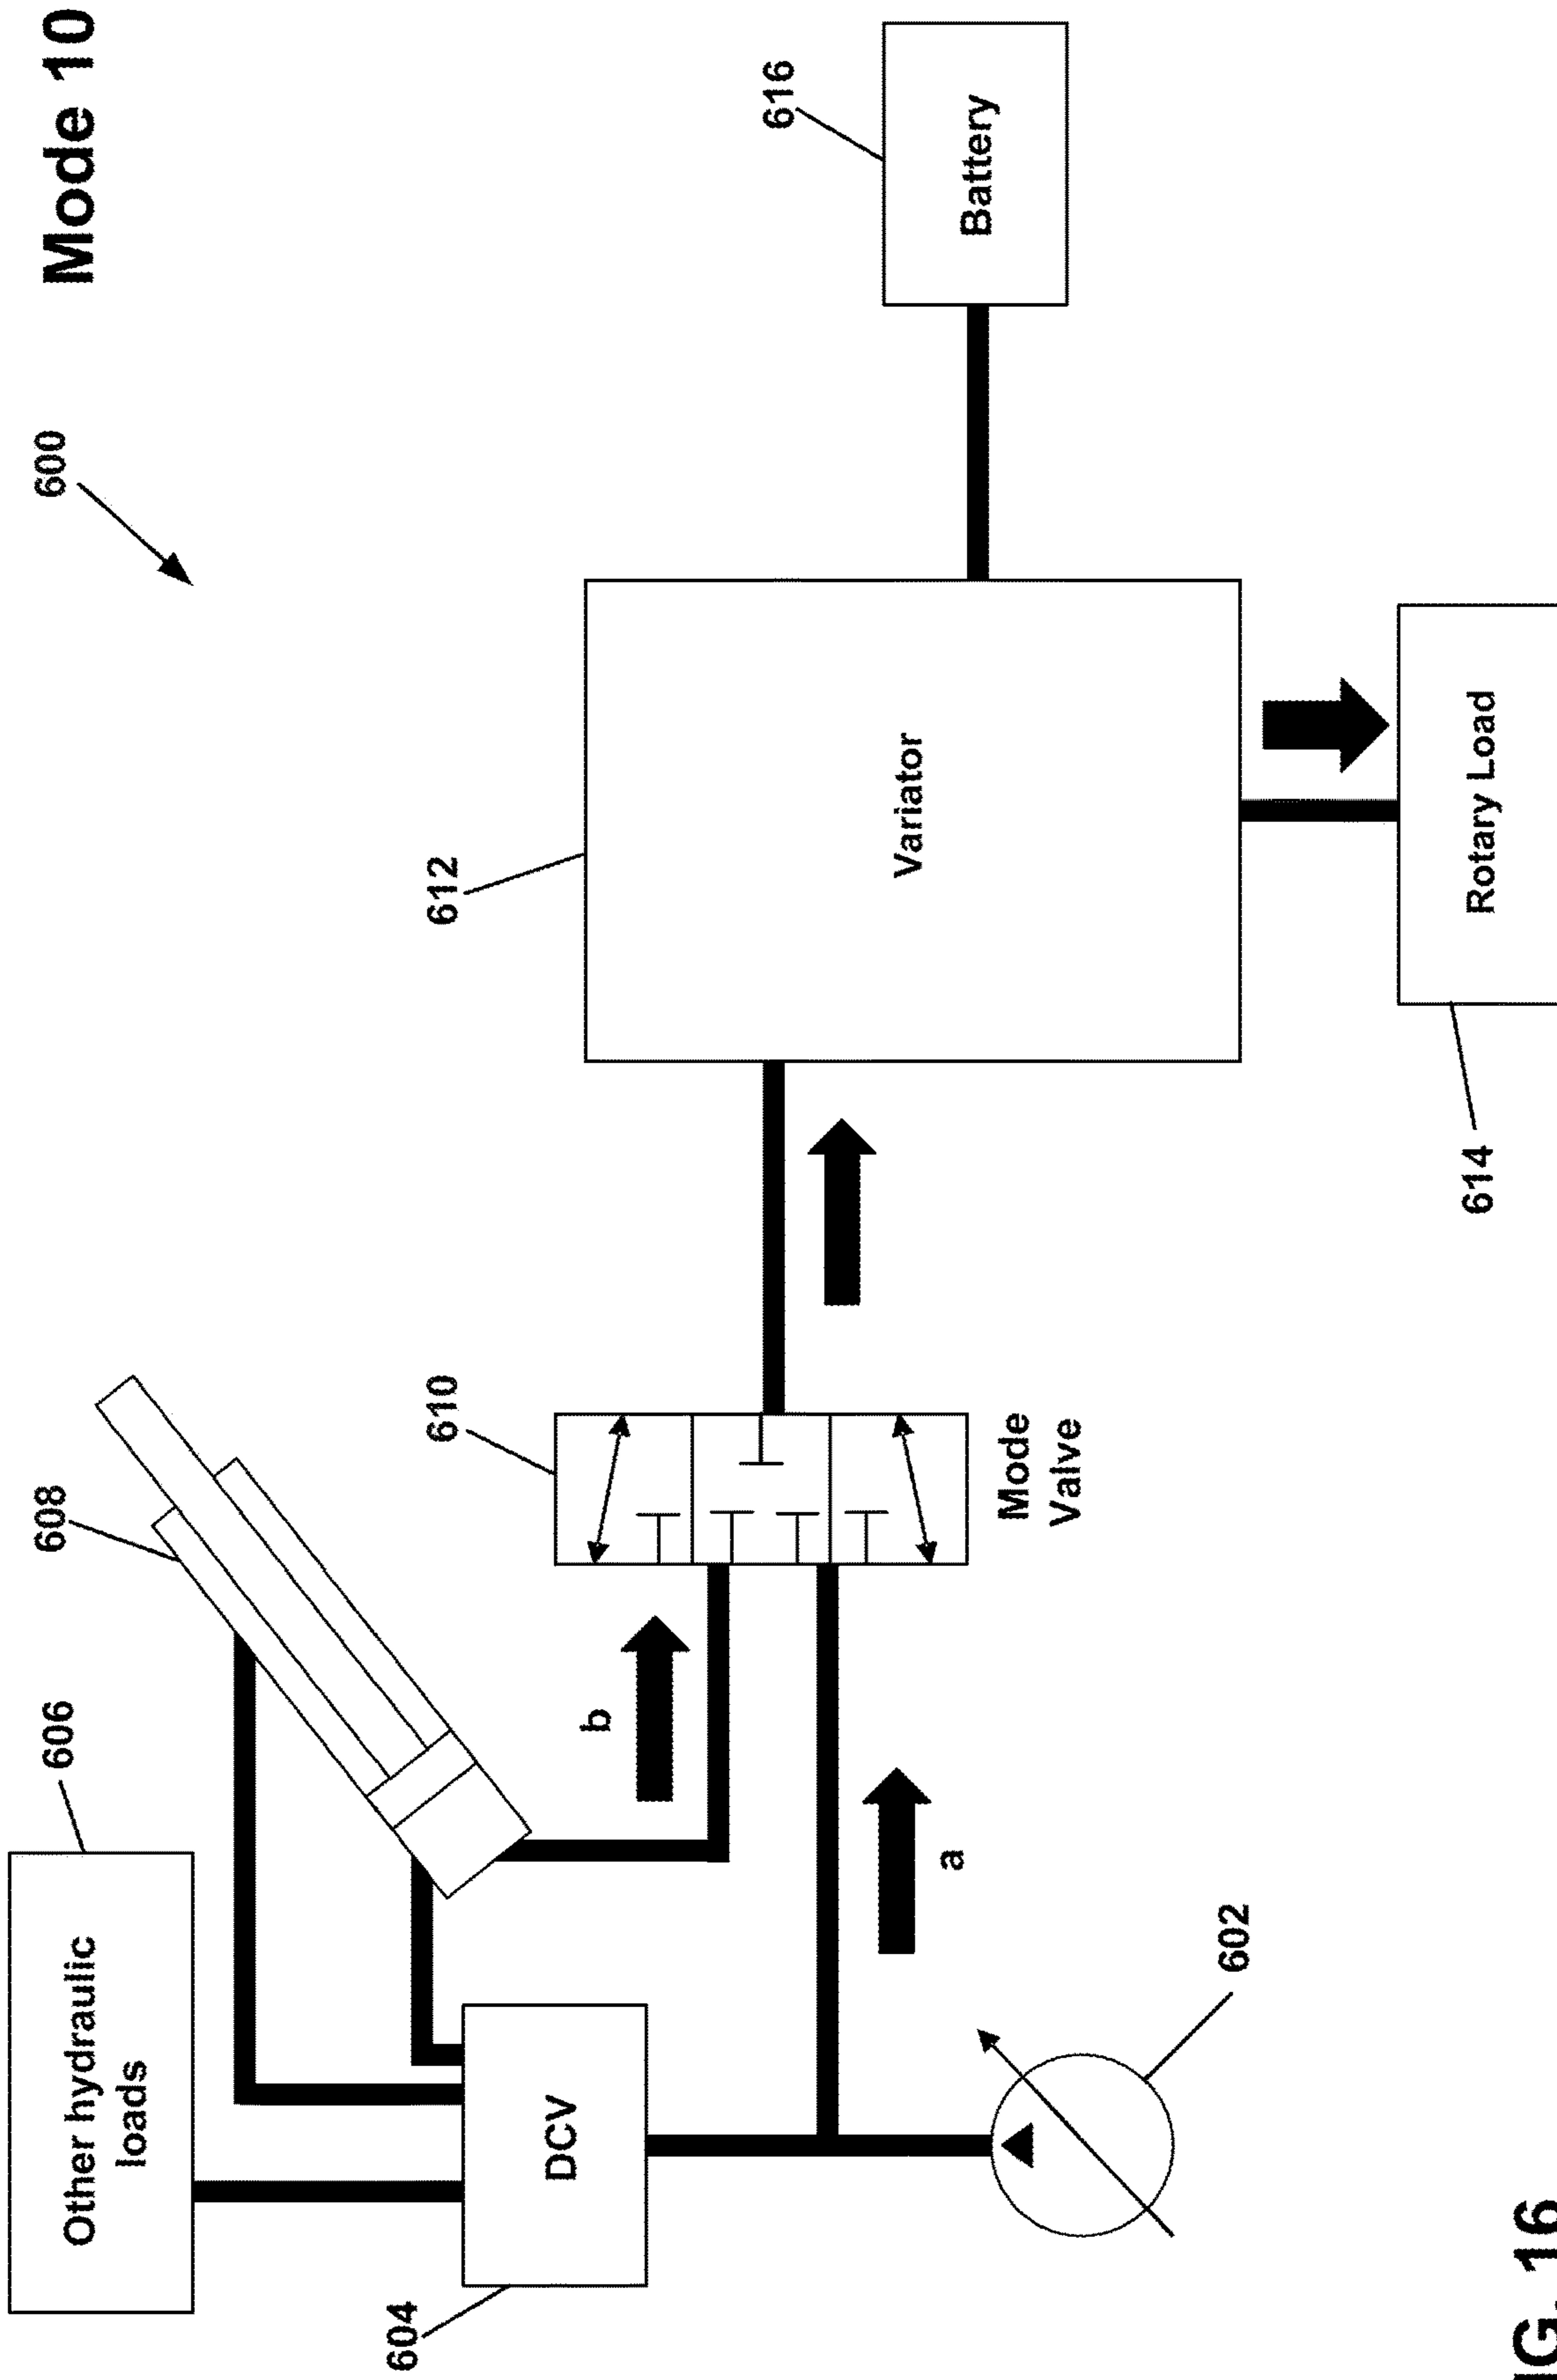 Mode 10
600
606
Other hydraulic
loads
608
604
DCV
b
a
602
610
Mode
Valve
612
Variator
616
Battery
614
Rotary Load
IG. 16